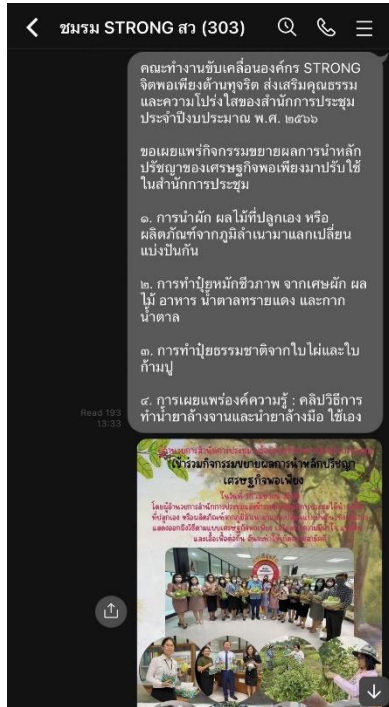 ชมรม STRONG สว (303)
คณะทำงานขับเคลื่อนองค์กร STRONG
จิตพอเพียงต้านทุจริต ส่งเสริมคุณธรรม
และความโปร่งใสของสำนักการประชุม
ประจำปีงบประมาณ พ.ศ. ๒๕๖๖
ขอเผยแพร่กิจกรรมขยายผลการนำหลัก
ปรัชญาของเศรษฐกิจพอเพียงมาปรับใช้
ในสำนักการประชุม
๑. การนำผัก ผลไม้ที่ปลูกเอง หรือ
ผลิตภัณฑ์จากภูมิลำเนามาแลกเปลี่ยน
แบ่งปันกัน
๒. การทำปุ๋ยหมักชีวภาพ จากเศษผัก ผล
ไม้ อาหาร น้ำตาลทรายแดง และกาก
น้ำตาล
๓. การทำปุ๋ยธรรมชาติจากใบไผ่และใบ
ก้ามปู
๔. การเผยแพร่องค์ความรู้ : คลิปวิธีการ
ทำน้ำยาล้างจานและน้ำยาล้างมือ ใช้เอง
Read 193
13:33
เข้าร่วมกิจกรรมขยายผลการนำหลักปรัชญา
เศรษฐกิจพอเพียง